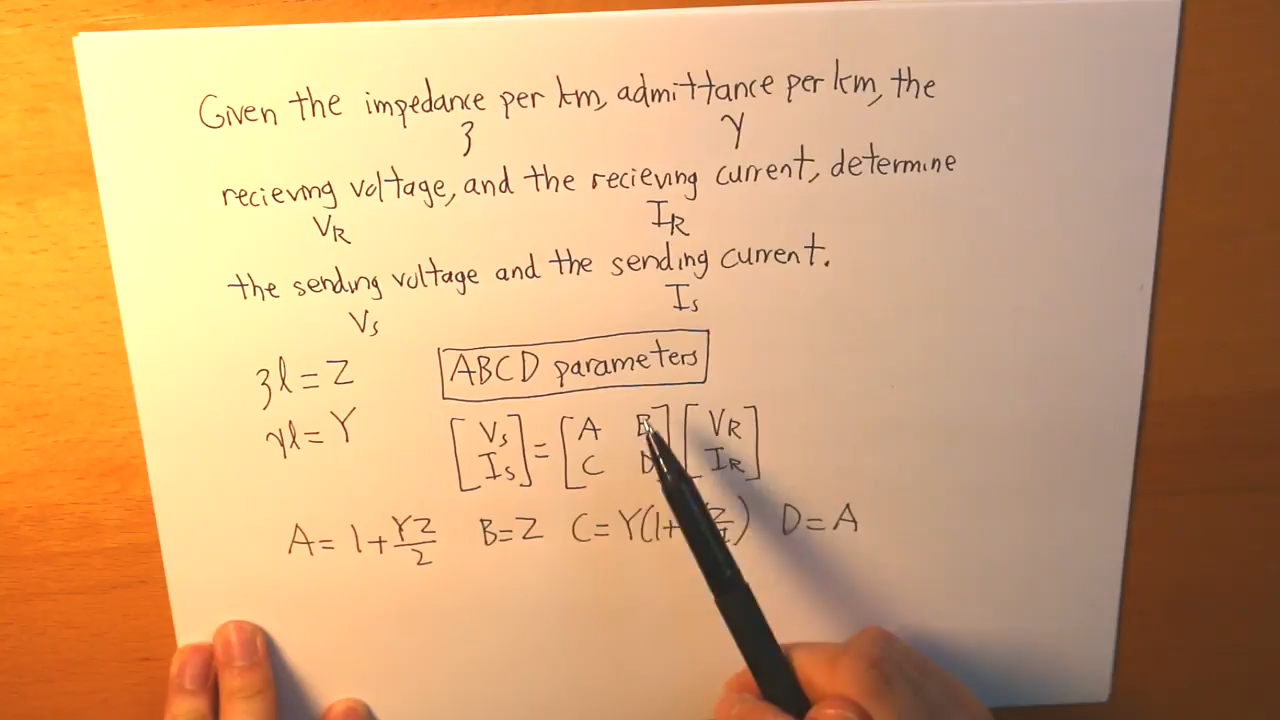 Given the impedance per km, admittance per km, the
z y
recieving voltage, and the recieving current, determine
VR IR
the sending voltage and the sending current.
Vs Is
zl = Z
yl = Y
ABCD parameters
[Vs Is] = [A B C D] [VR IR]
A = 1 + YZ/2 B = Z C = Y(1+ ) D = A